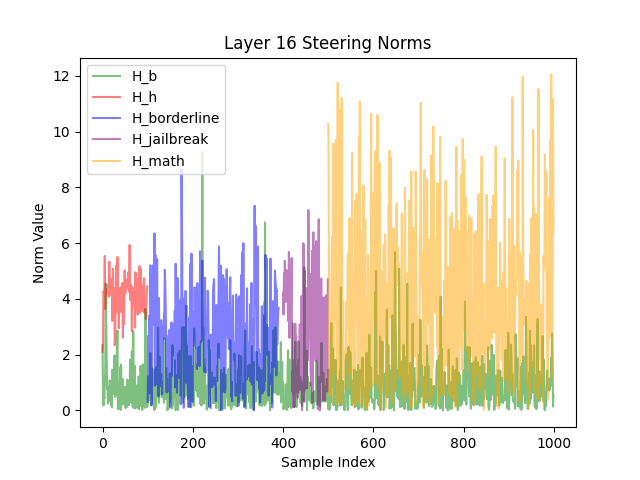 Layer 16 Steering Norms
H_b
H_h
H_borderline
H_jailbreak
H_math
Norm Value
12
10
8
6
4
2
0
0 200 400 600 800 1000
Sample Index